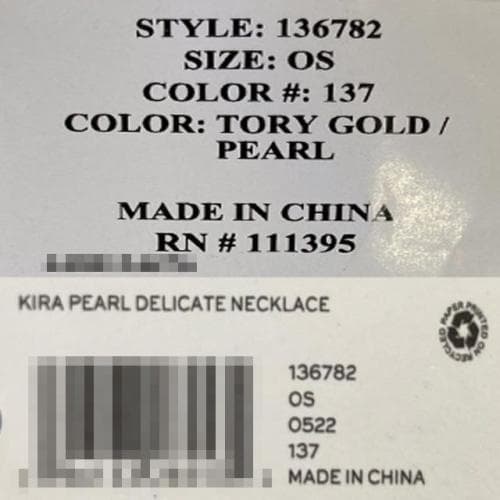 STYLE: 136782
SIZE: OS
COLOR #: 137
COLOR: TORY GOLD /
PEARL
MADE IN CHINA
RN # 111395
KIRA PEARL DELICATE NECKLACE
PAPER PRINTED ON RECYCLED
136782
OS
0522
137
MADE IN CHINA